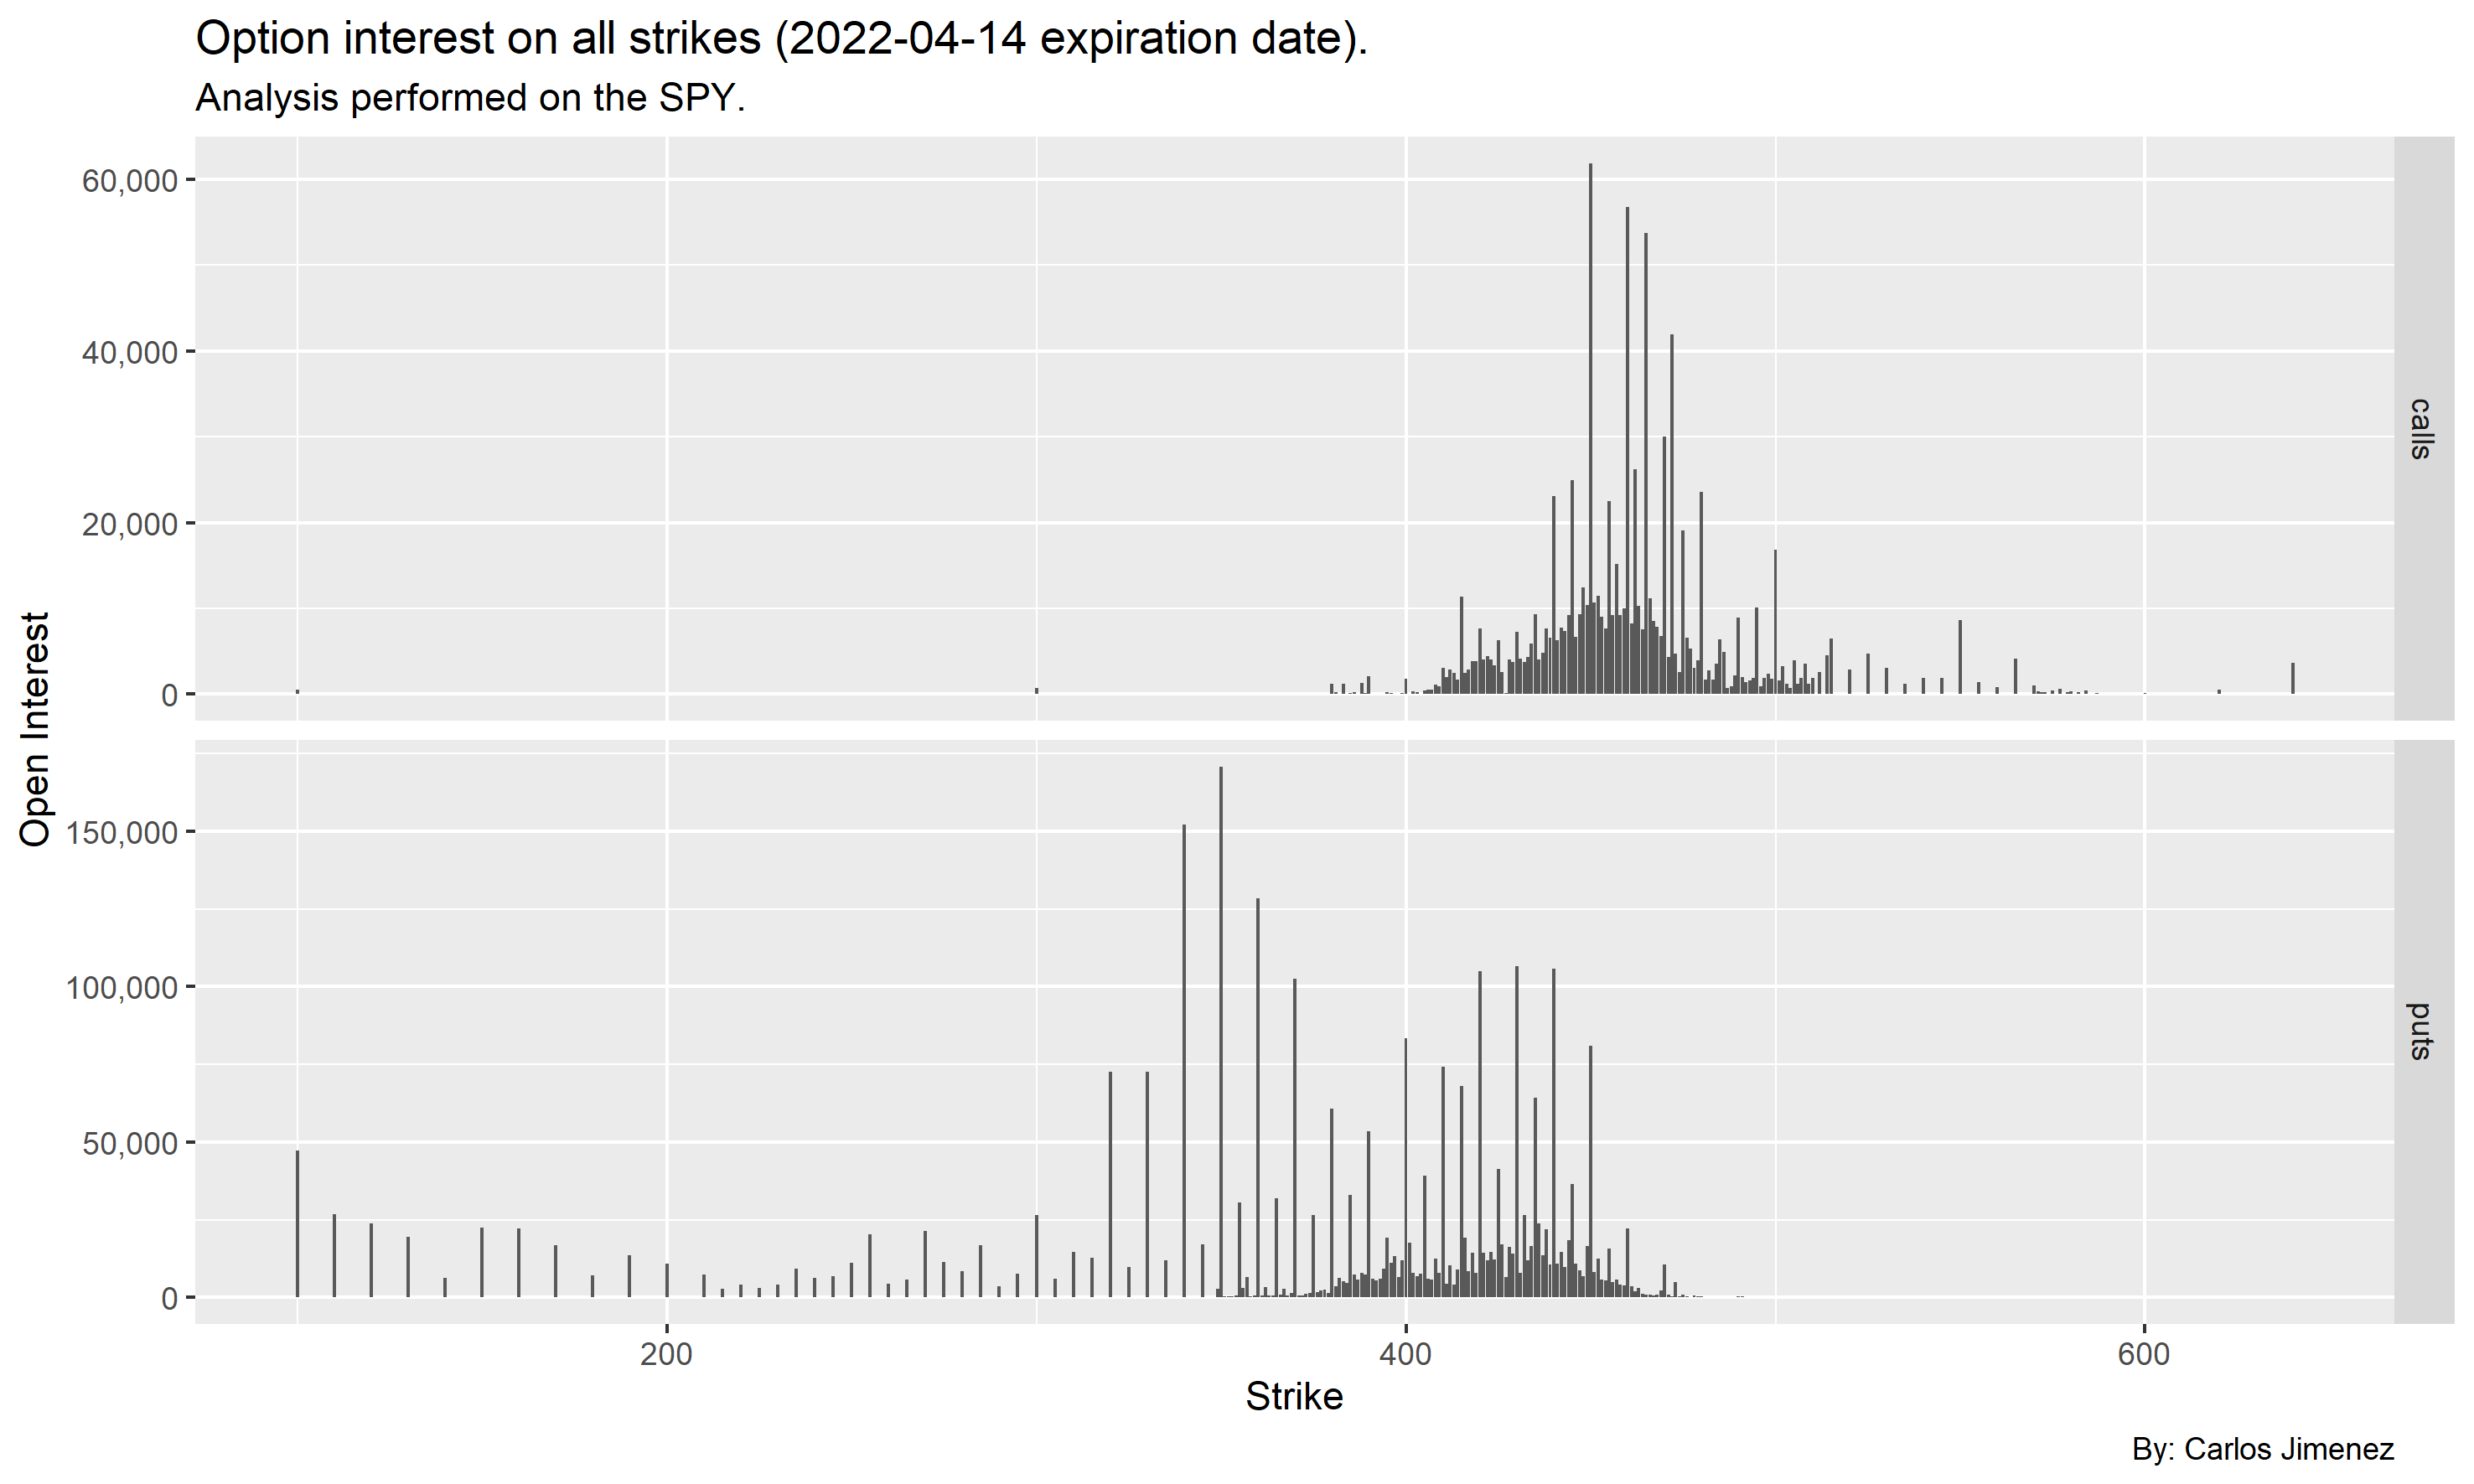 Option interest on all strikes (2022-04-14 expiration date).
Analysis performed on the SPY.
60,000
40,000
20,000
0
calls
Open Interest
150,000
100,000
50,000
0
puts
200
400
600
Strike
By: Carlos Jimenez